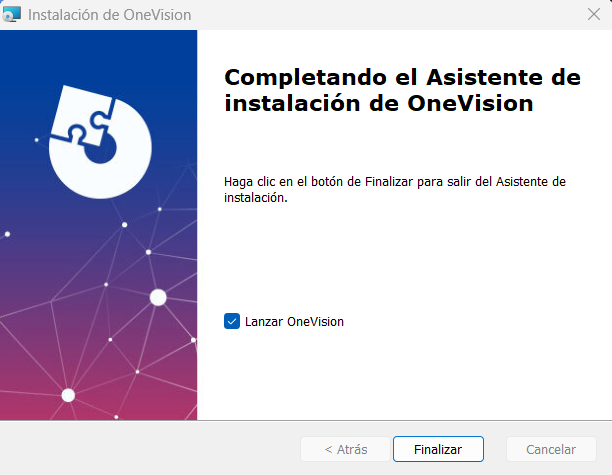 Instalación de OneVision
Completando el Asistente de
instalación de OneVision
Haga clic en el botón de Finalizar para salir del Asistente de
instalación.
Lanzar OneVision
< Atrás
Finalizar
Cancelar